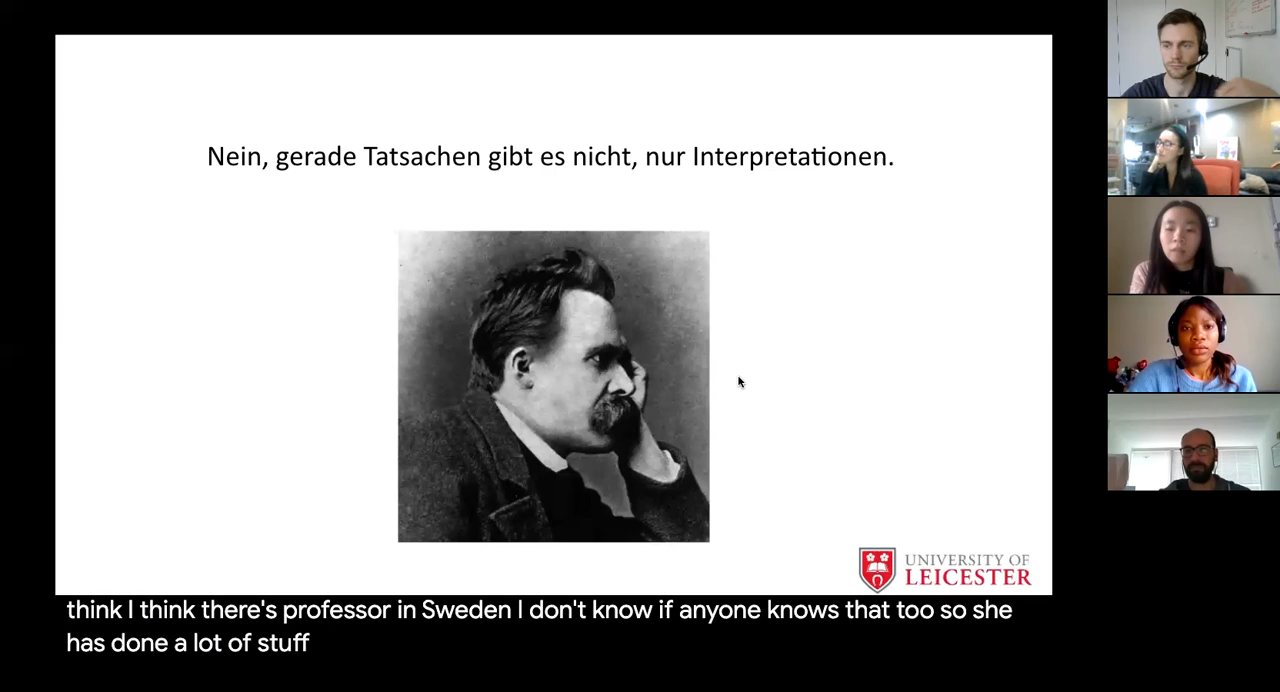 Nein, gerade Tatsachen gibt es nicht, nur Interpretationen.
UNIVERSITY OF
LEICESTER
think I think there's professor in Sweden I don't know if anyone knows that too so she
has done a lot of stuff